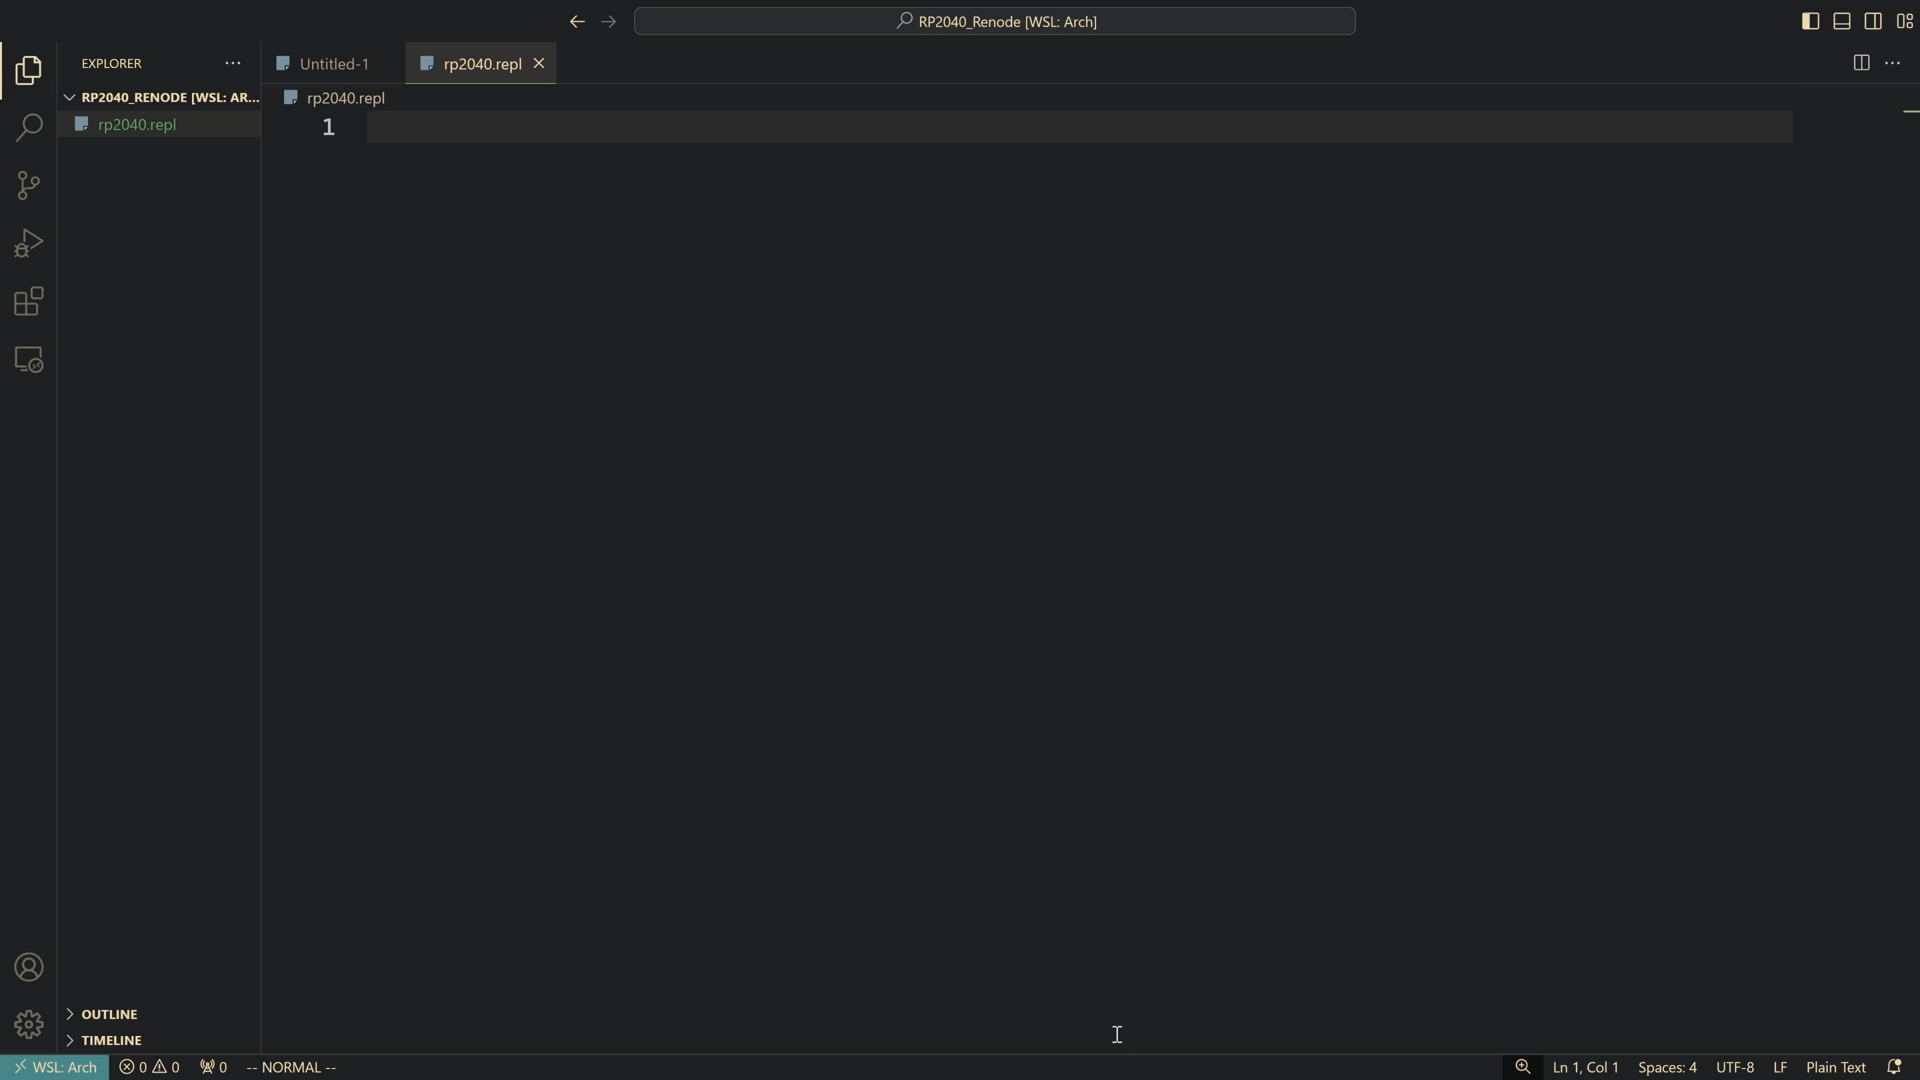 RP2040_Renode [WSL: Arch]
EXPLORER
RP2040_RENODE [WSL: AR...
rp2040.repl
OUTLINE
TIMELINE
Untitled-1
rp2040.repl
rp2040.repl
1
WSL: Arch
0 0
0
-- NORMAL --
Ln 1, Col 1
Spaces: 4
UTF-8
LF
Plain Text